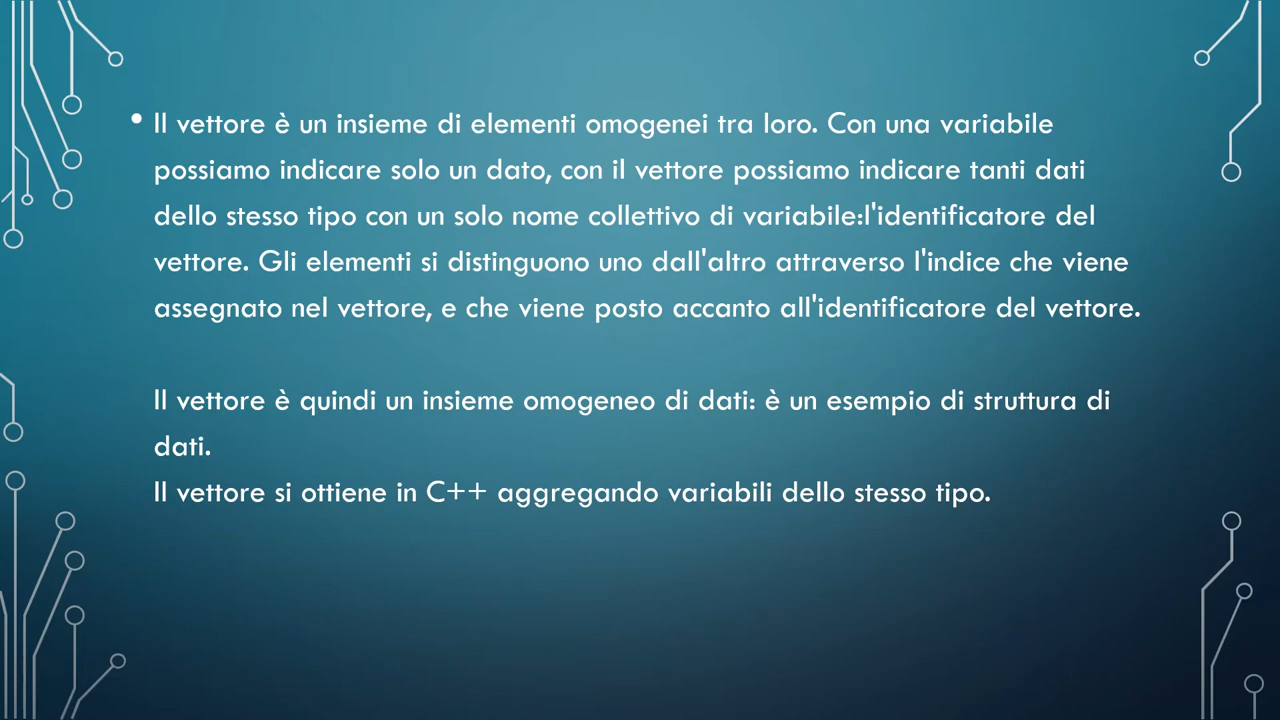 • Il vettore è un insieme di elementi omogenei tra loro. Con una variabile
possiamo indicare solo un dato, con il vettore possiamo indicare tanti dati
dello stesso tipo con un solo nome collettivo di variabile:l'identificatore del
vettore. Gli elementi si distinguono uno dall'altro attraverso l'indice che viene
assegnato nel vettore, e che viene posto accanto all'identificatore del vettore.
Il vettore è quindi un insieme omogeneo di dati: è un esempio di struttura di
dati.
Il vettore si ottiene in C++ aggregando variabili dello stesso tipo.